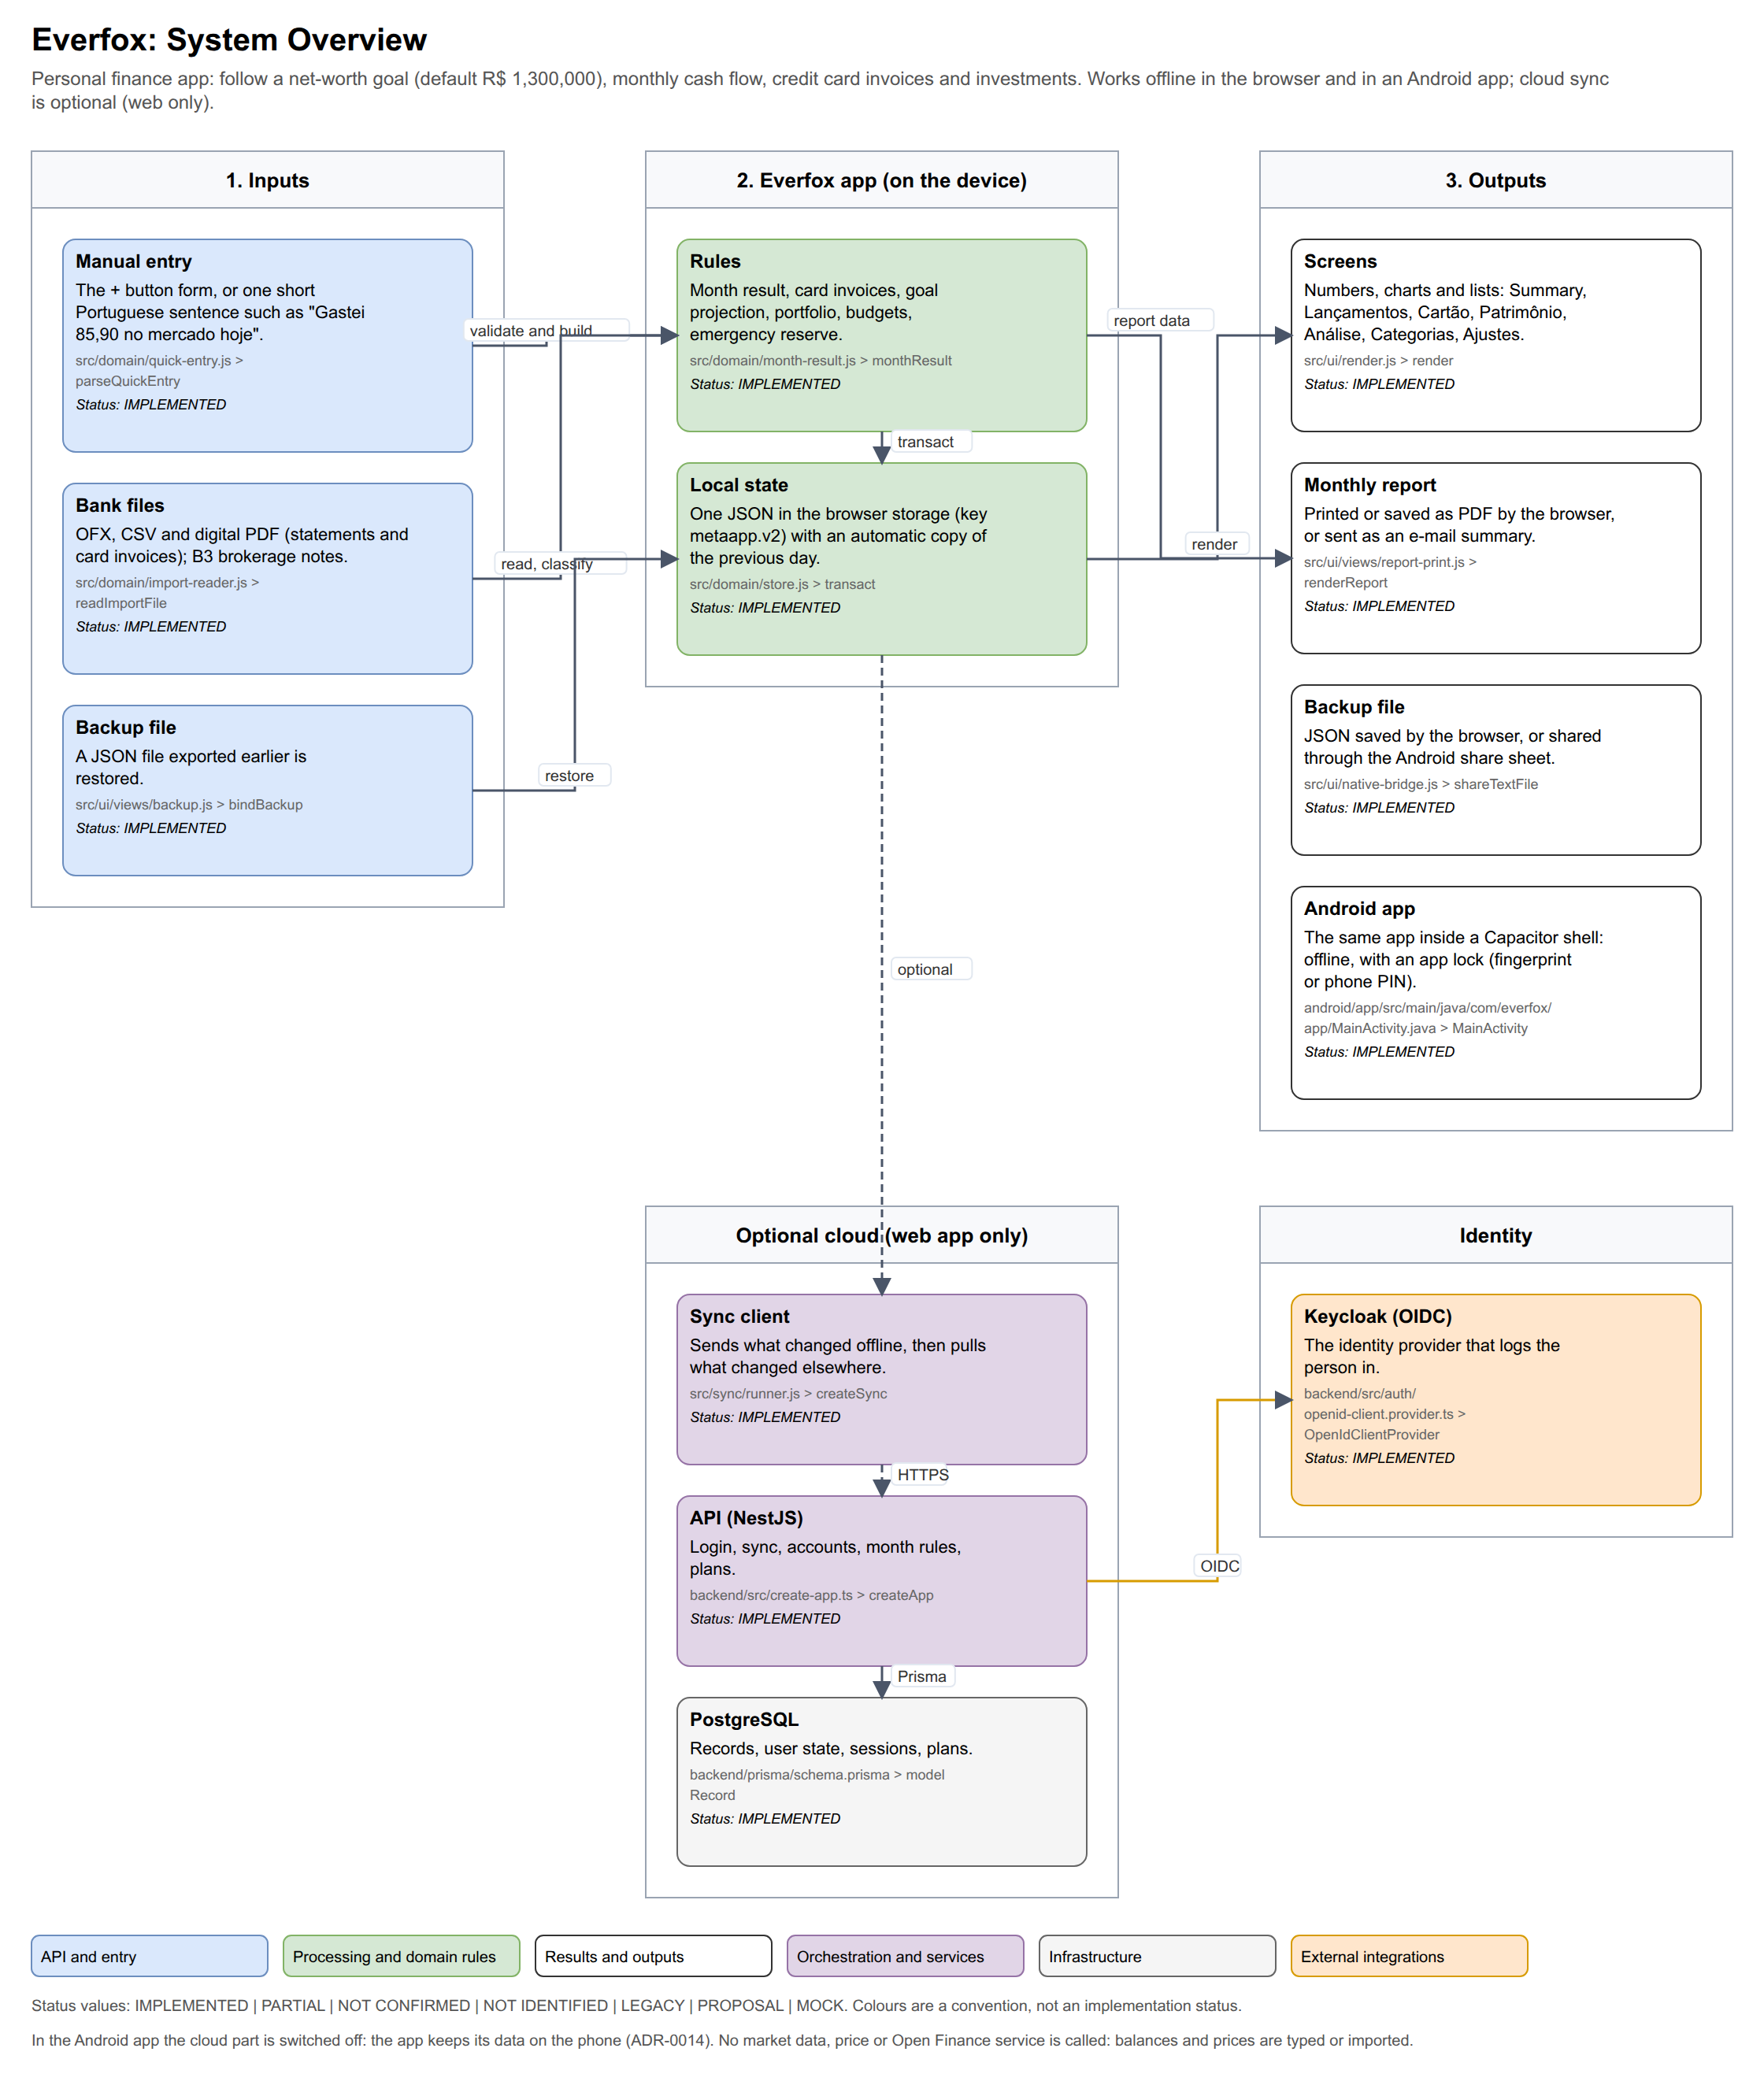 Everfox: System Overview
Personal finance app: follow a net-worth goal (default R$ 1,300,000), monthly cash flow, credit card invoices and investments. Works offline in the browser and in an Android app; cloud sync
is optional (web only).
1. Inputs
Manual entry
The + button form, or one short
Portuguese sentence such as "Gastei
85,90 no mercado hoje".
src/domain/quick-entry.js >
parseQuickEntry
Status: IMPLEMENTED
Bank files
OFX, CSV and digital PDF (statements and
card invoices); B3 brokerage notes.
src/domain/import-reader.js >
readImportFile
Status: IMPLEMENTED
Backup file
A JSON file exported earlier is
restored.
src/ui/views/backup.js > bindBackup
Status: IMPLEMENTED
validate and build
read, classify
restore
2. Everfox app (on the device)
Rules
Month result, card invoices, goal
projection, portfolio, budgets,
emergency reserve.
src/domain/month-result.js > monthResult
Status: IMPLEMENTED
transact
Local state
One JSON in the browser storage (key
metaapp.v2) with an automatic copy of
the previous day.
src/domain/store.js > transact
Status: IMPLEMENTED
report data
render
optional
3. Outputs
Screens
Numbers, charts and lists: Summary,
Lançamentos, Cartão, Patrimônio,
Análise, Categorias, Ajustes.
src/ui/render.js > render
Status: IMPLEMENTED
Monthly report
Printed or saved as PDF by the browser,
or sent as an e-mail summary.
src/ui/views/report-print.js >
renderReport
Status: IMPLEMENTED
Backup file
JSON saved by the browser, or shared
through the Android share sheet.
src/ui/native-bridge.js > shareTextFile
Status: IMPLEMENTED
Android app
The same app inside a Capacitor shell:
offline, with an app lock (fingerprint
or phone PIN).
android/app/src/main/java/com/everfox/
app/MainActivity.java > MainActivity
Status: IMPLEMENTED
Optional cloud (web app only)
Sync client
Sends what changed offline, then pulls
what changed elsewhere.
src/sync/runner.js > createSync
Status: IMPLEMENTED
HTTPS
API (NestJS)
Login, sync, accounts, month rules,
plans.
backend/src/create-app.ts > createApp
Status: IMPLEMENTED
Prisma
PostgreSQL
Records, user state, sessions, plans.
backend/prisma/schema.prisma > model
Record
Status: IMPLEMENTED
OIDC
Identity
Keycloak (OIDC)
The identity provider that logs the
person in.
backend/src/auth/
openid-client.provider.ts >
OpenIdClientProvider
Status: IMPLEMENTED
API and entry
Processing and domain rules
Results and outputs
Orchestration and services
Infrastructure
External integrations
Status values: IMPLEMENTED | PARTIAL | NOT CONFIRMED | NOT IDENTIFIED | LEGACY | PROPOSAL | MOCK. Colours are a convention, not an implementation status.
In the Android app the cloud part is switched off: the app keeps its data on the phone (ADR-0014). No market data, price or Open Finance service is called: balances and prices are typed or imported.